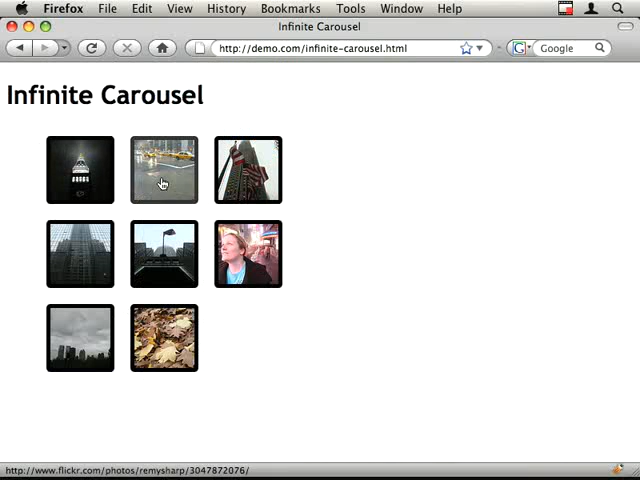 Firefox File Edit View History Bookmarks Tools Window Help
Infinite Carousel
http://demo.com/infinite-carousel.html
G Google
Infinite Carousel
http://www.flickr.com/photos/remysharp/3047872076/